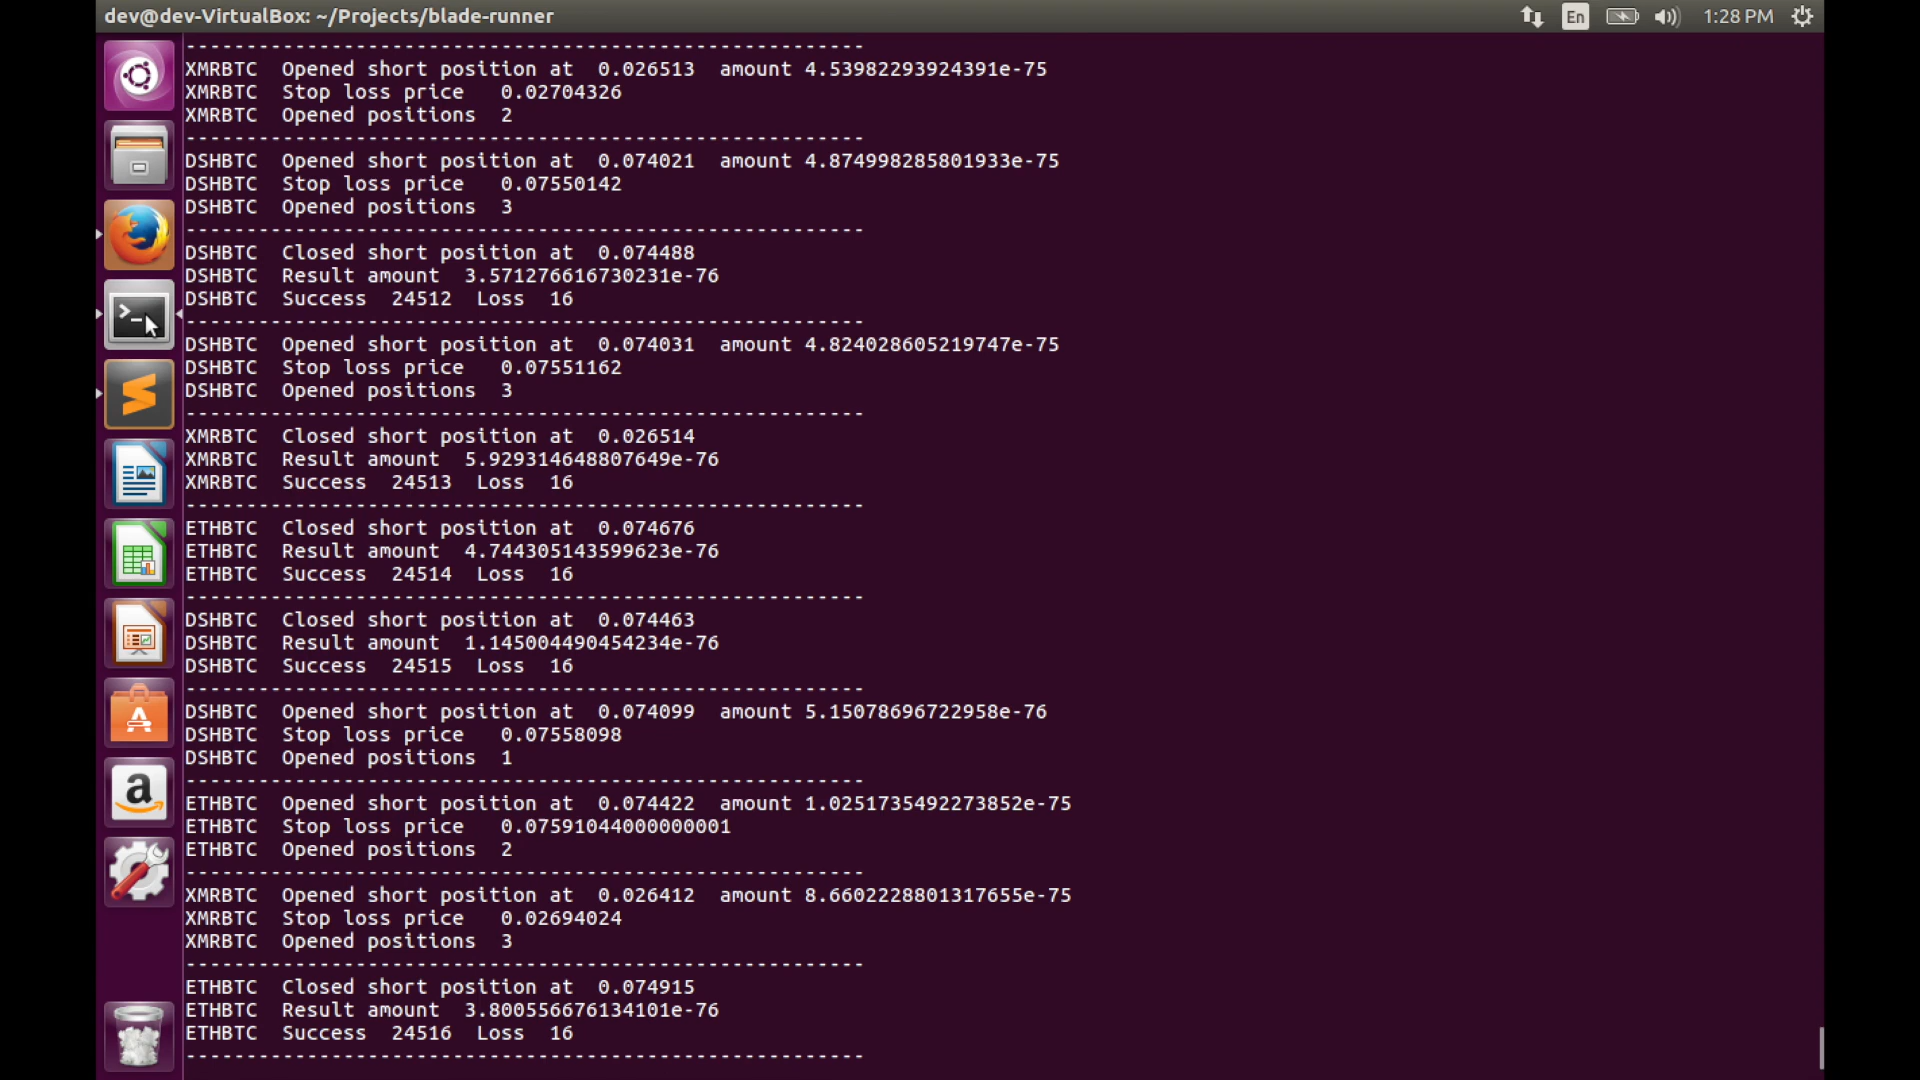 dev@dev-VirtualBox: ~/Projects/blade-runner
En
1:28 PM
--------------------------------------------------------
XMRBTC  Opened short position at  0.026513  amount 4.53982293924391e-75
XMRBTC  Stop loss price   0.02704326
XMRBTC  Opened positions  2
--------------------------------------------------------
DSHBTC  Opened short position at  0.074021  amount 4.874998285801933e-75
DSHBTC  Stop loss price   0.07550142
DSHBTC  Opened positions  3
--------------------------------------------------------
DSHBTC  Closed short position at  0.074488
DSHBTC  Result amount  3.571276616730231e-76
DSHBTC  Success  24512  Loss  16
--------------------------------------------------------
DSHBTC  Opened short position at  0.074031  amount 4.824028605219747e-75
DSHBTC  Stop loss price   0.07551162
DSHBTC  Opened positions  3
--------------------------------------------------------
XMRBTC  Closed short position at  0.026514
XMRBTC  Result amount  5.929314648807649e-76
XMRBTC  Success  24513  Loss  16
--------------------------------------------------------
ETHBTC  Closed short position at  0.074676
ETHBTC  Result amount  4.744305143599623e-76
ETHBTC  Success  24514  Loss  16
--------------------------------------------------------
DSHBTC  Closed short position at  0.074463
DSHBTC  Result amount  1.145004490454234e-76
DSHBTC  Success  24515  Loss  16
--------------------------------------------------------
DSHBTC  Opened short position at  0.074099  amount 5.15078696722958e-76
DSHBTC  Stop loss price   0.07558098
DSHBTC  Opened positions  1
--------------------------------------------------------
ETHBTC  Opened short position at  0.074422  amount 1.0251735492273852e-75
ETHBTC  Stop loss price   0.07591044000000001
ETHBTC  Opened positions  2
--------------------------------------------------------
XMRBTC  Opened short position at  0.026412  amount 8.6602228801317655e-75
XMRBTC  Stop loss price   0.02694024
XMRBTC  Opened positions  3
--------------------------------------------------------
ETHBTC  Closed short position at  0.074915
ETHBTC  Result amount  3.800556676134101e-76
ETHBTC  Success  24516  Loss  16
--------------------------------------------------------